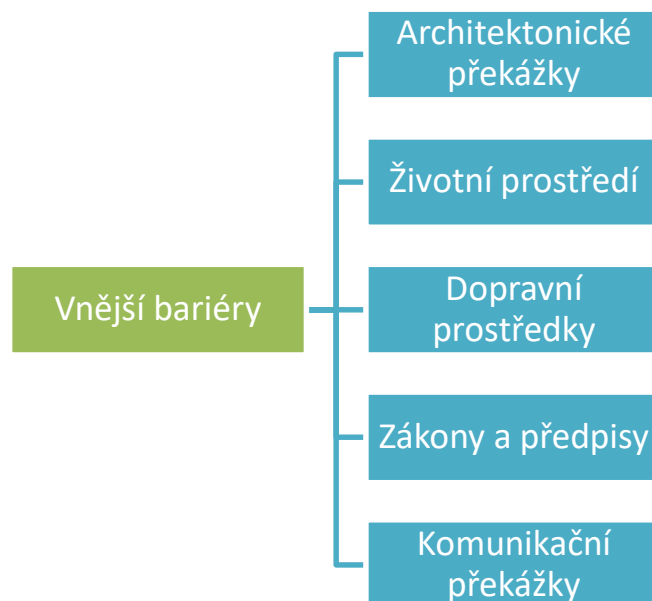 Architektonické
překážky
Životní prostředí
Vnější bariéry
Dopravní
prostředky
Zákony a předpisy
Komunikační
překážky